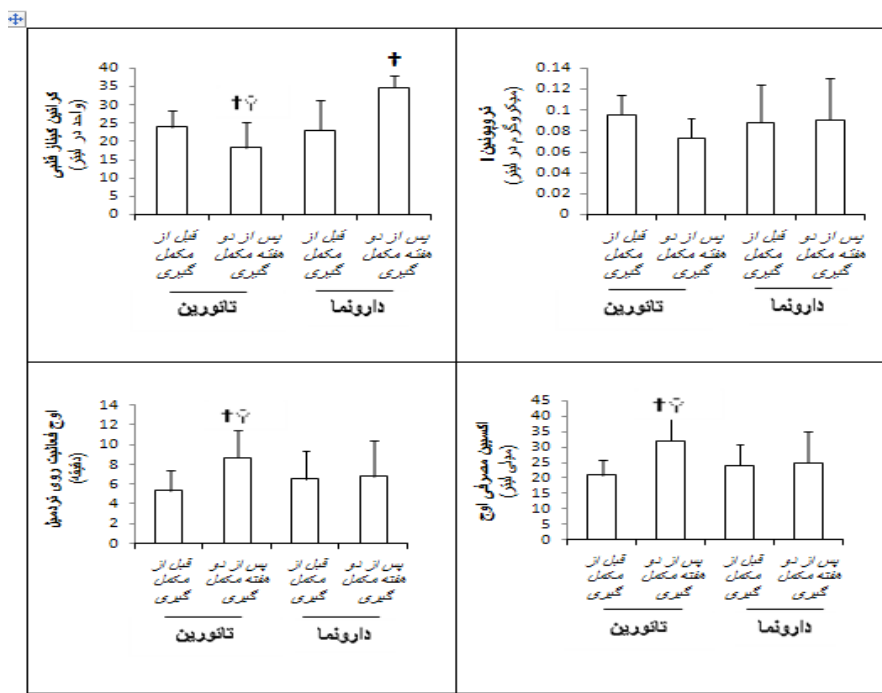 کراتین کیناز قلبی
(واحد در لیتر)
40
35
30
25
20
15
10
5
0
†♀
†
قبل از
مکمل
گیری
پس از دو
هفته مکمل
گیری
قبل از
مکمل
گیری
پس از دو
هفته مکمل
گیری
تائورین
دارونما
تروپونین I
(میکروگرم در لیتر)
0.14
0.12
0.1
0.08
0.06
0.04
0.02
0
قبل از
مکمل
گیری
پس از دو
هفته مکمل
گیری
قبل از
مکمل
گیری
پس از دو
هفته مکمل
گیری
تائورین
دارونما
اوج فعالیت روی تردمیل
(دقیقه)
14
12
10
8
6
4
2
0
†♀
قبل از
مکمل
گیری
پس از دو
هفته مکمل
گیری
قبل از
مکمل
گیری
پس از دو
هفته مکمل
گیری
تائورین
دارونما
اکسیژن مصرفی اوج
(میلی لیتر)
45
40
35
30
25
20
15
10
5
0
†♀
قبل از
مکمل
گیری
پس از دو
هفته مکمل
گیری
قبل از
مکمل
گیری
پس از دو
هفته مکمل
گیری
تائورین
دارونما